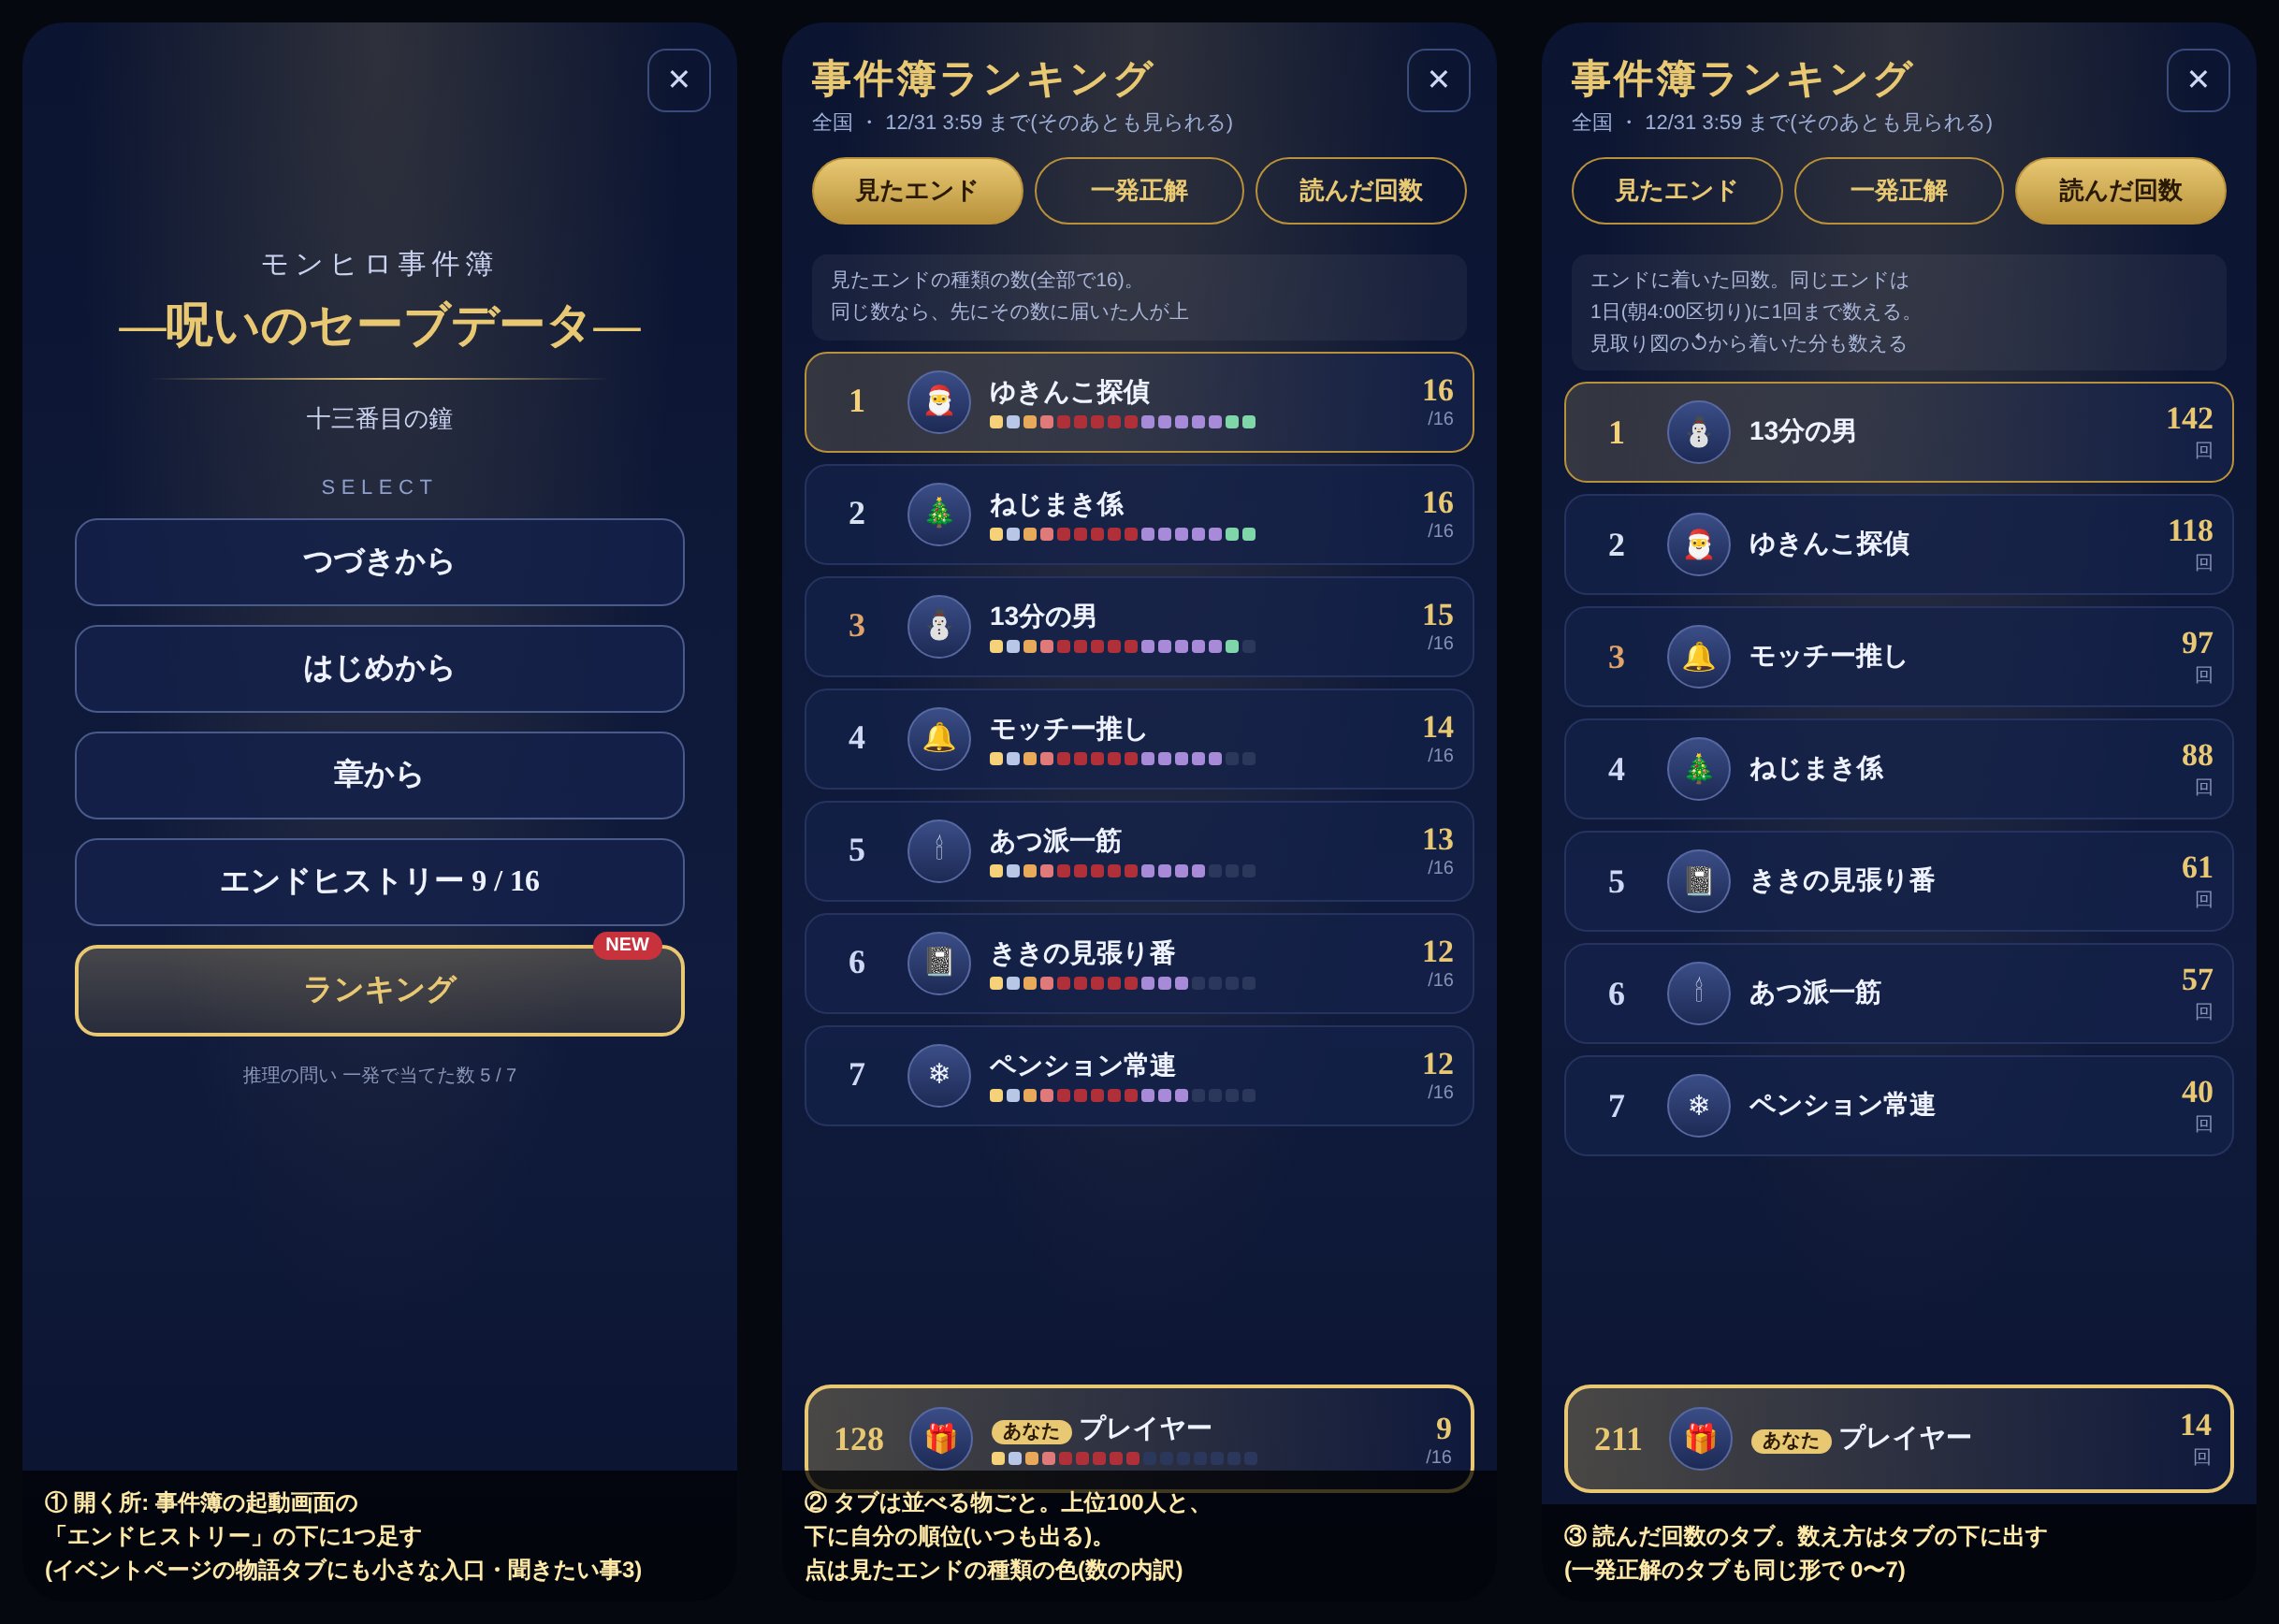 ✕
モンヒロ事件簿
―呪いのセーブデータ―
十三番目の鐘
SELECT
つづきから
はじめから
章から
エンドヒストリー 9 / 16
NEW
ランキング
推理の問い 一発で当てた数 5 / 7
① 開く所: 事件簿の起動画面の
「エンドヒストリー」の下に1つ足す
(イベントページの物語タブにも小さな入口・聞きたい事3)
事件簿ランキング
✕
全国 ・ 12/31 3:59 まで(そのあとも見られる)
見たエンド 一発正解 読んだ回数
見たエンドの種類の数(全部で16)。
同じ数なら、先にその数に届いた人が上
1 ゆきんこ探偵 16
/16
2 ねじまき係 16
/16
3 13分の男 15
/16
4 モッチー推し 14
/16
5 あつ派一筋 13
/16
6 ききの見張り番 12
/16
7 ペンション常連 12
/16
128 あなた プレイヤー 9
/16
② タブは並べる物ごと。上位100人と、
下に自分の順位(いつも出る)。
点は見たエンドの種類の色(数の内訳)
事件簿ランキング
✕
全国 ・ 12/31 3:59 まで(そのあとも見られる)
見たエンド 一発正解 読んだ回数
エンドに着いた回数。同じエンドは
1日(朝4:00区切り)に1回まで数える。
見取り図の↺から着いた分も数える
1 13分の男 142
回
2 ゆきんこ探偵 118
回
3 モッチー推し 97
回
4 ねじまき係 88
回
5 ききの見張り番 61
回
6 あつ派一筋 57
回
7 ペンション常連 40
回
211 あなた プレイヤー 14
回
③ 読んだ回数のタブ。数え方はタブの下に出す
(一発正解のタブも同じ形で 0〜7)